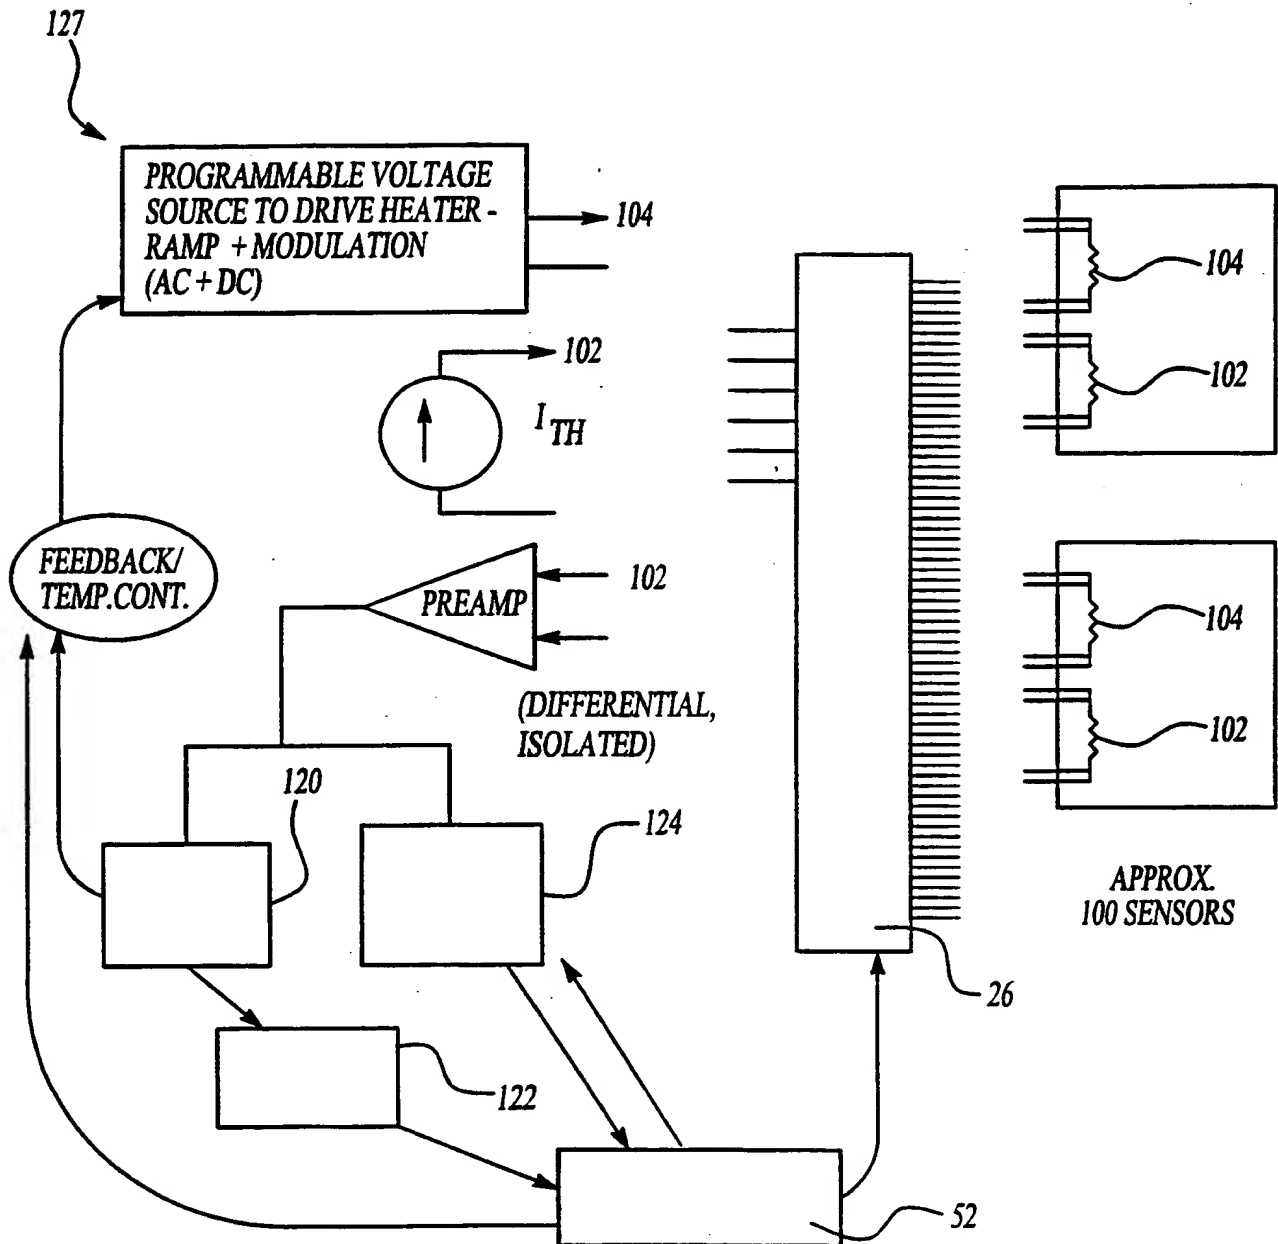 127
PROGRAMMABLE VOLTAGE
SOURCE TO DRIVE HEATER -
RAMP + MODULATION
(AC + DC)
104
102
I TH
FEEDBACK/
TEMP. CONT.
PREAMP
102
(DIFFERENTIAL,
ISOLATED)
120
124
122
26
52
104
102
104
102
APPROX.
100 SENSORS